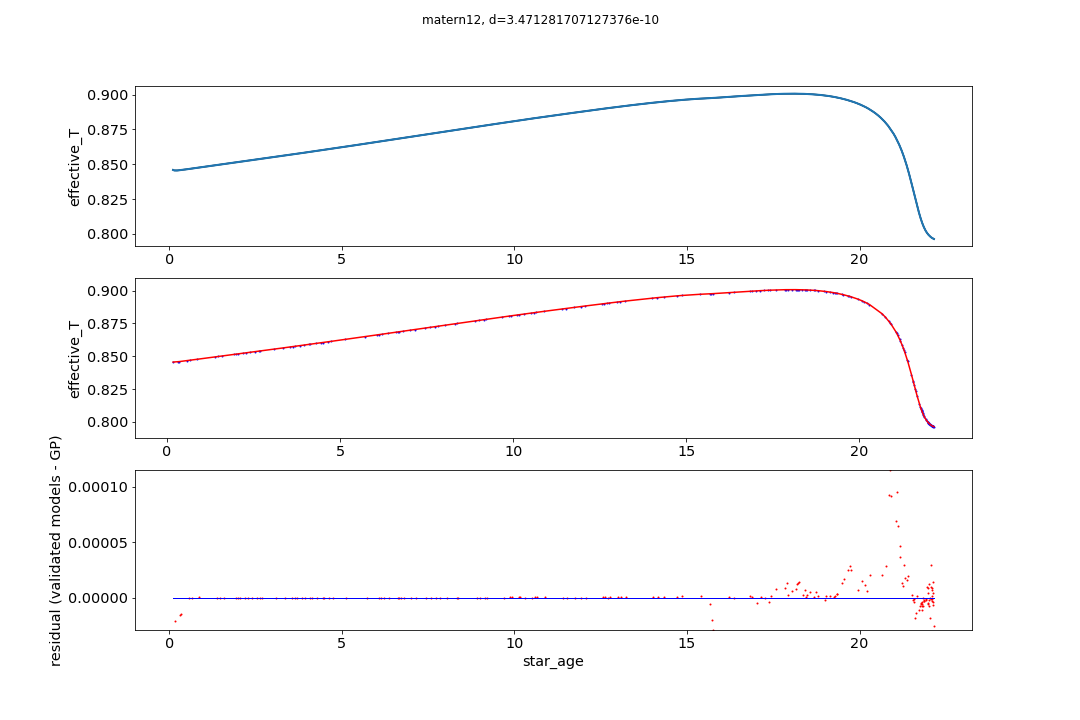 matern12, d=3.471281707127376e-10
0.900
0.875
0.850
0.825
0.800
effective_T
0 5 10 15 20
0.900
0.875
0.850
0.825
0.800
effective_T
0 5 10 15 20
0.00010
0.00005
0.00000
residual (validated models - GP)
0 5 10 15 20
star_age